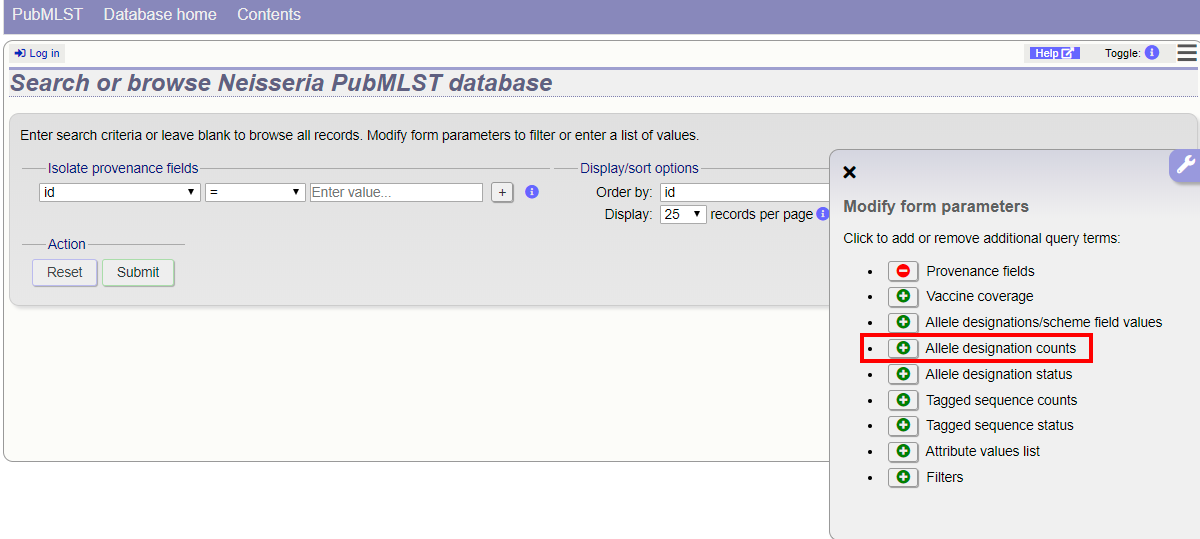 PubMLST Database home Contents
Log in Help Toggle:
Search or browse Neisseria PubMLST database
Enter search criteria or leave blank to browse all records. Modify form parameters to filter or enter a list of values.
Isolate provenance fields
id = Enter value... +
Display/sort options
Order by: id
Display: 25 records per page
Action
Reset Submit
Modify form parameters
Click to add or remove additional query terms:
Provenance fields
Vaccine coverage
Allele designations/scheme field values
Allele designation counts
Allele designation status
Tagged sequence counts
Tagged sequence status
Attribute values list
Filters